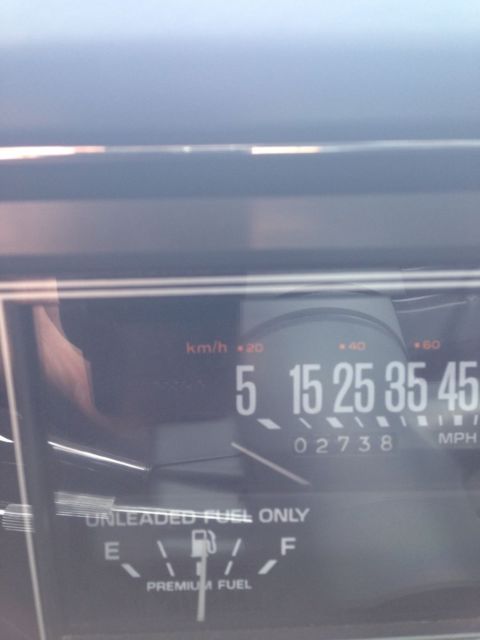 km/h 20 40 60
5 15 25 35 45
02738 MPH
UNLEADED FUEL ONLY
E F
PREMIUM FUEL